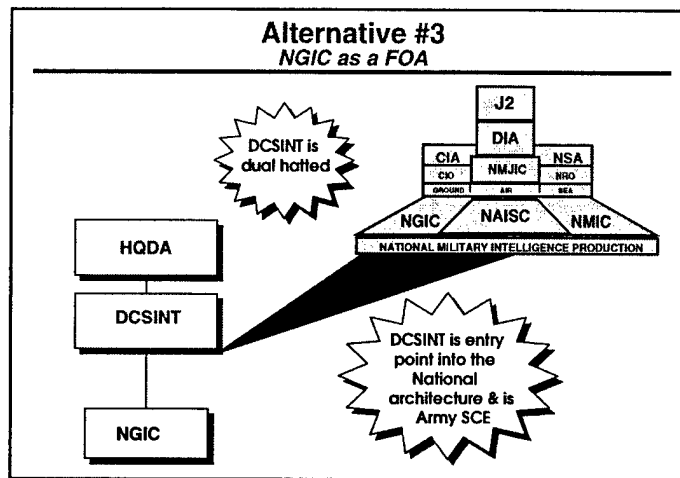 Alternative #3
NGIC as a FOA
DCSINT is
dual hatted
J2
DIA
CIA
NMJIC
NSA
CIO
NRO
GROUND
AIR
SEA
NGIC
NAISC
NMIC
NATIONAL MILITARY INTELLIGENCE PRODUCTION
HQDA
DCSINT
NGIC
DCSINT is entry
point into the
National
architecture & is
Army SCE